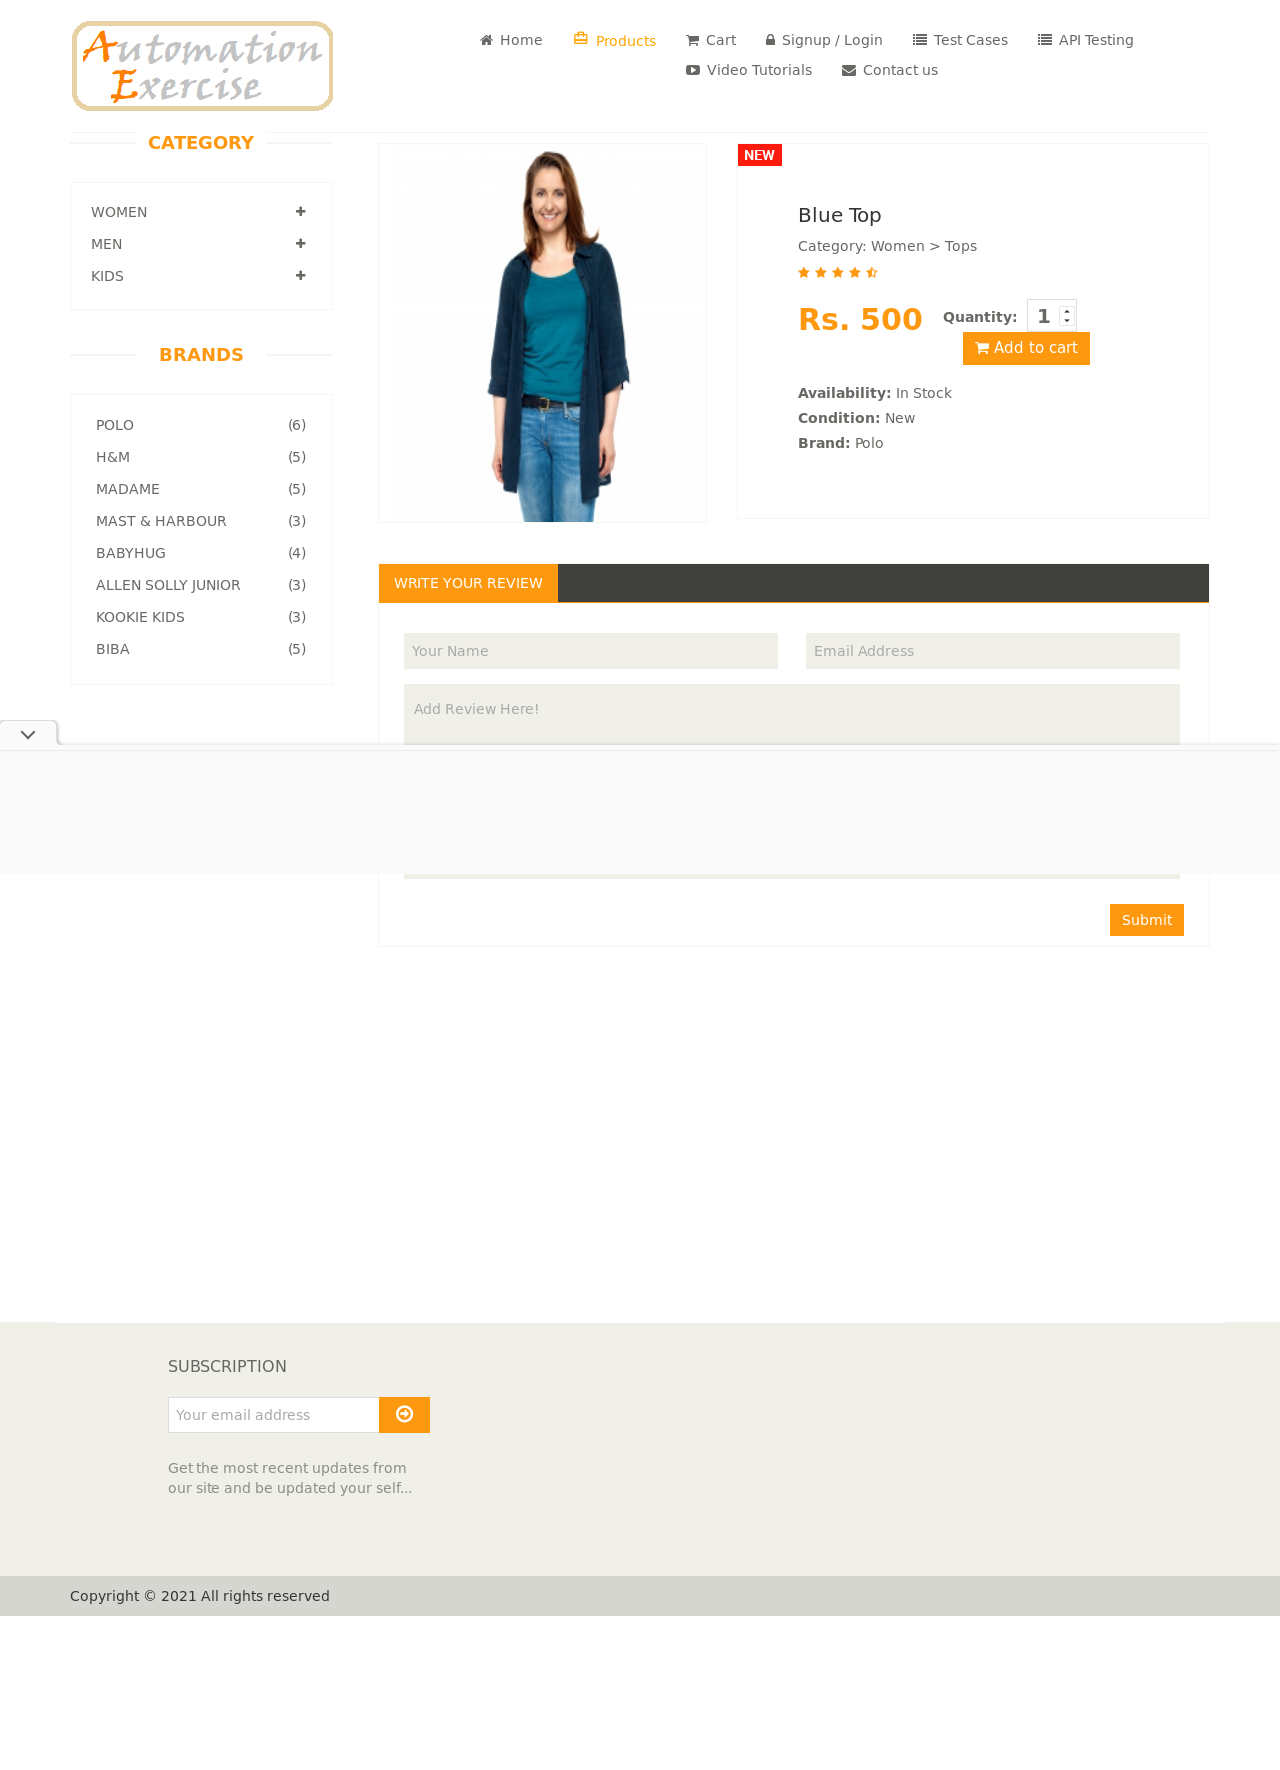 Automation
Exercise
Home
Products
Cart
Signup / Login
Test Cases
API Testing
Video Tutorials
Contact us
CATEGORY
WOMEN
MEN
KIDS
BRANDS
POLO (6)
H&M (5)
MADAME (5)
MAST & HARBOUR (3)
BABYHUG (4)
ALLEN SOLLY JUNIOR (3)
KOOKIE KIDS (3)
BIBA (5)
NEW
Blue Top
Category: Women > Tops
Rs. 500
Quantity: 1
Add to cart
Availability: In Stock
Condition: New
Brand: Polo
WRITE YOUR REVIEW
Your Name
Email Address
Add Review Here!
Submit
SUBSCRIPTION
Your email address
Get the most recent updates from
our site and be updated your self...
Copyright © 2021 All rights reserved